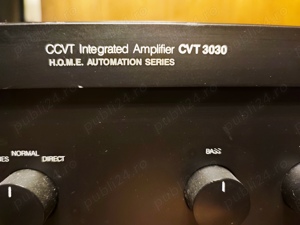 CCVT Integrated Amplifier CVT 3030
H.O.M.E. AUTOMATION SERIES
NORMAL
DIRECT
BASS